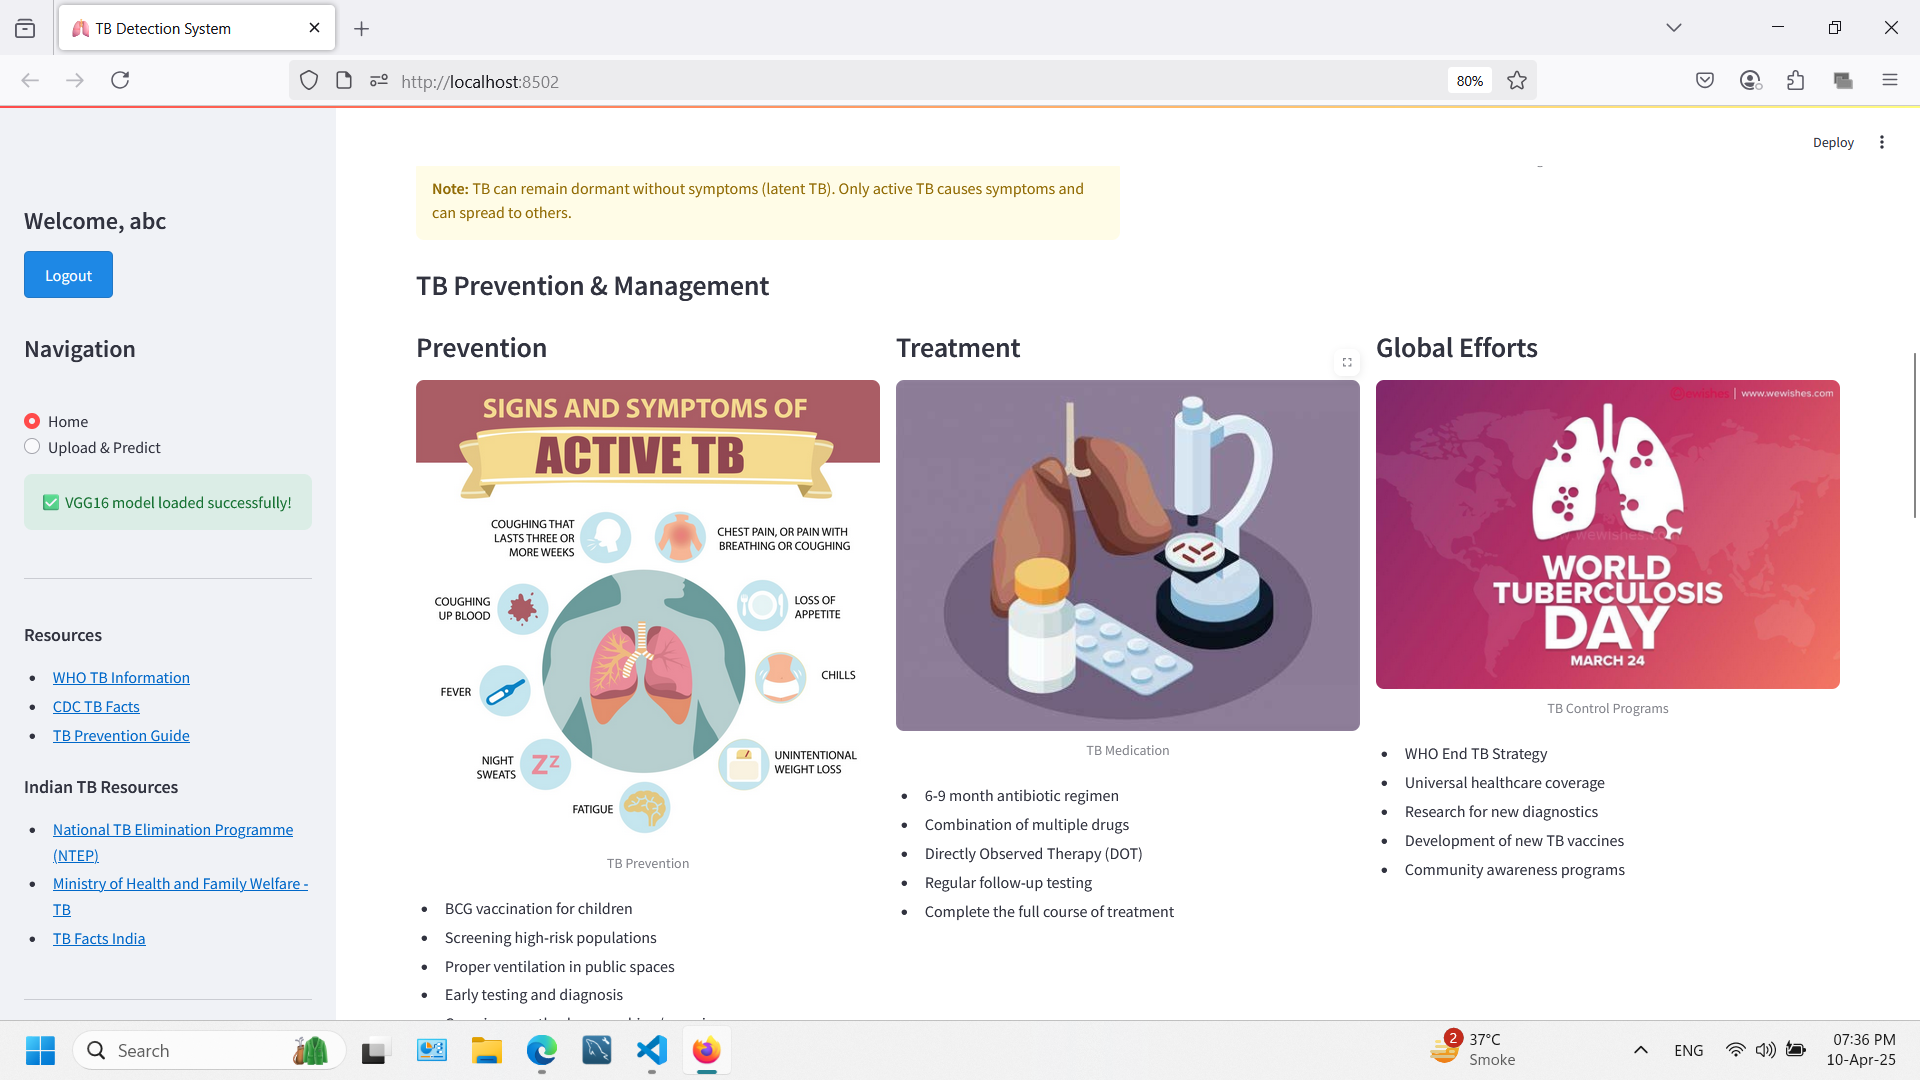 TB Detection System
http://localhost:8502
80%
Deploy
Welcome, abc
Logout
Navigation
Home
Upload & Predict
✅ VGG16 model loaded successfully!
Resources
• WHO TB Information
• CDC TB Facts
• TB Prevention Guide
Indian TB Resources
• National TB Elimination Programme
(NTEP)
• Ministry of Health and Family Welfare -
TB
• TB Facts India
Note: TB can remain dormant without symptoms (latent TB). Only active TB causes symptoms and
can spread to others.
TB Prevention & Management
Prevention
SIGNS AND SYMPTOMS OF
ACTIVE TB
COUGHING THAT
LASTS THREE OR
MORE WEEKS
CHEST PAIN, OR PAIN WITH
BREATHING OR COUGHING
COUGHING
UP BLOOD
LOSS OF
APPETITE
FEVER
CHILLS
NIGHT
SWEATS
ZZ
UNINTENTIONAL
WEIGHT LOSS
FATIGUE
TB Prevention
• BCG vaccination for children
• Screening high-risk populations
• Proper ventilation in public spaces
• Early testing and diagnosis
Treatment
TB Medication
• 6-9 month antibiotic regimen
• Combination of multiple drugs
• Directly Observed Therapy (DOT)
• Regular follow-up testing
• Complete the full course of treatment
Global Efforts
ewishes | www.wewishes.com
WORLD
TUBERCULOSIS
DAY
MARCH 24
TB Control Programs
• WHO End TB Strategy
• Universal healthcare coverage
• Research for new diagnostics
• Development of new TB vaccines
• Community awareness programs
Search
2
37°C
Smoke
ENG
07:36 PM
10-Apr-25